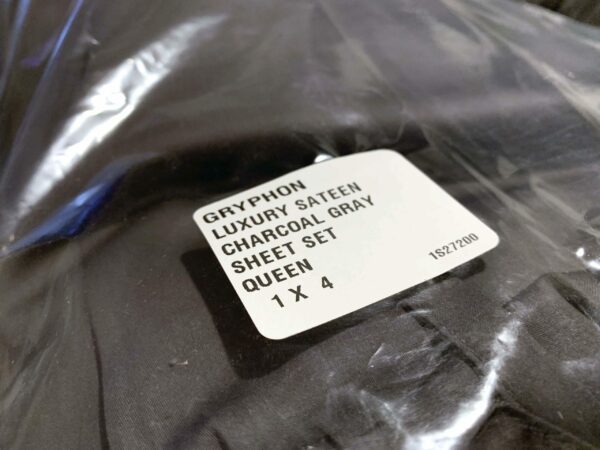 GRYPHON
LUXURY SATEEN
CHARCOAL GRAY
SHEET SET
QUEEN
1 X 4
1S27200